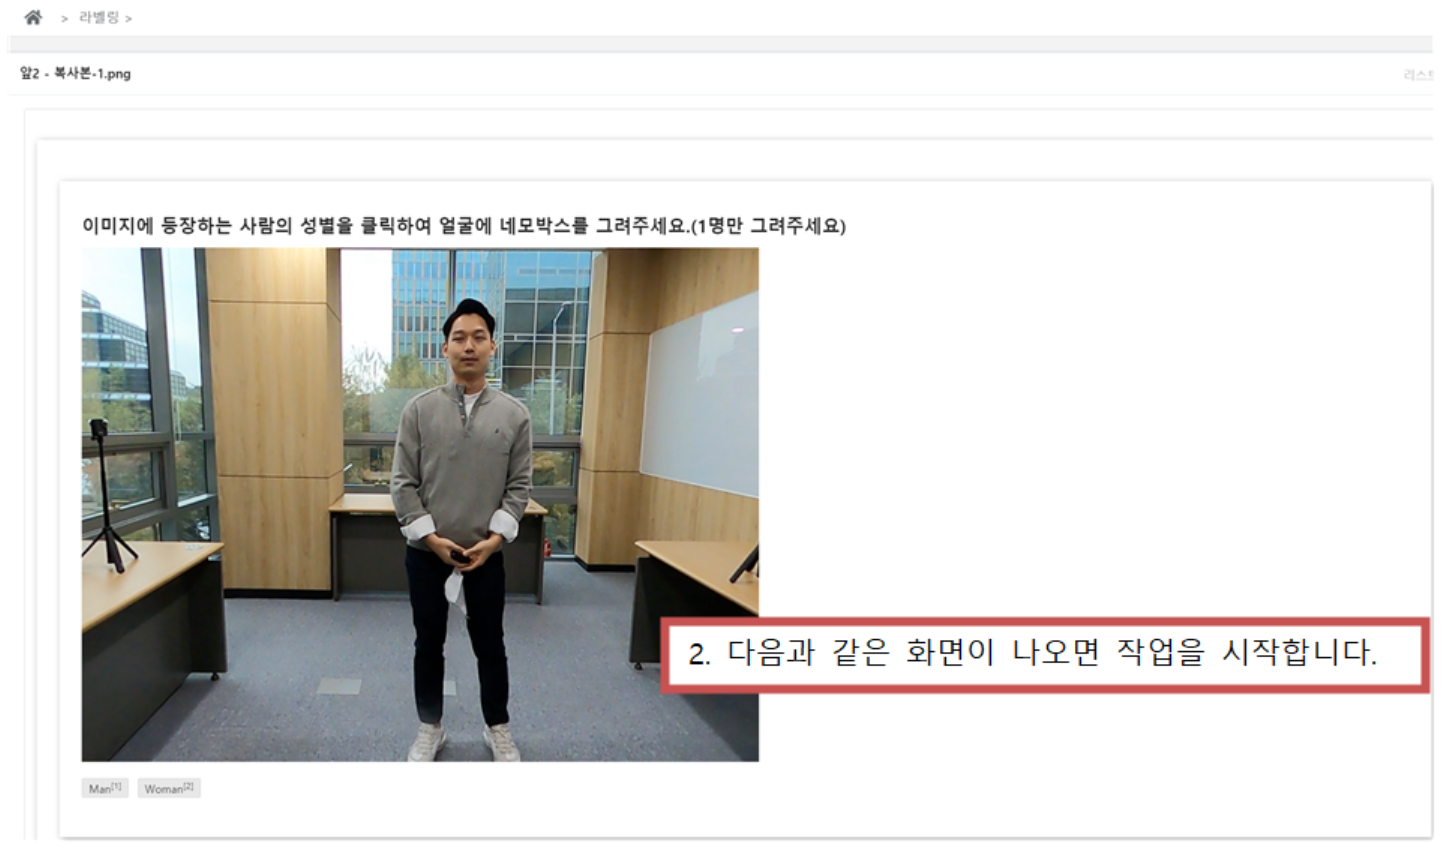 > 라벨링 >
앞2 - 복사본-1.png
리스트
이미지에 등장하는 사람의 성별을 클릭하여 얼굴에 네모박스를 그려주세요.(1명만 그려주세요)
2. 다음과 같은 화면이 나오면 작업을 시작합니다.
Man[1] Woman[2]